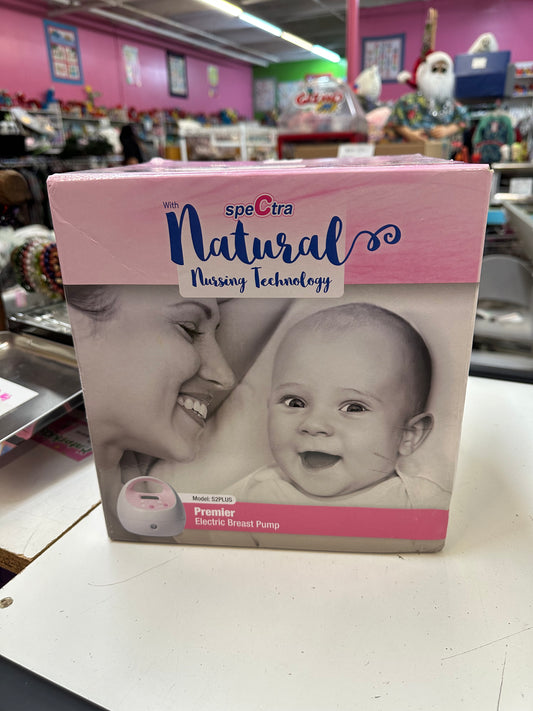 With
speCtra
Natural
Nursing Technology
Model: S2PLUS
Premier
Electric Breast Pump